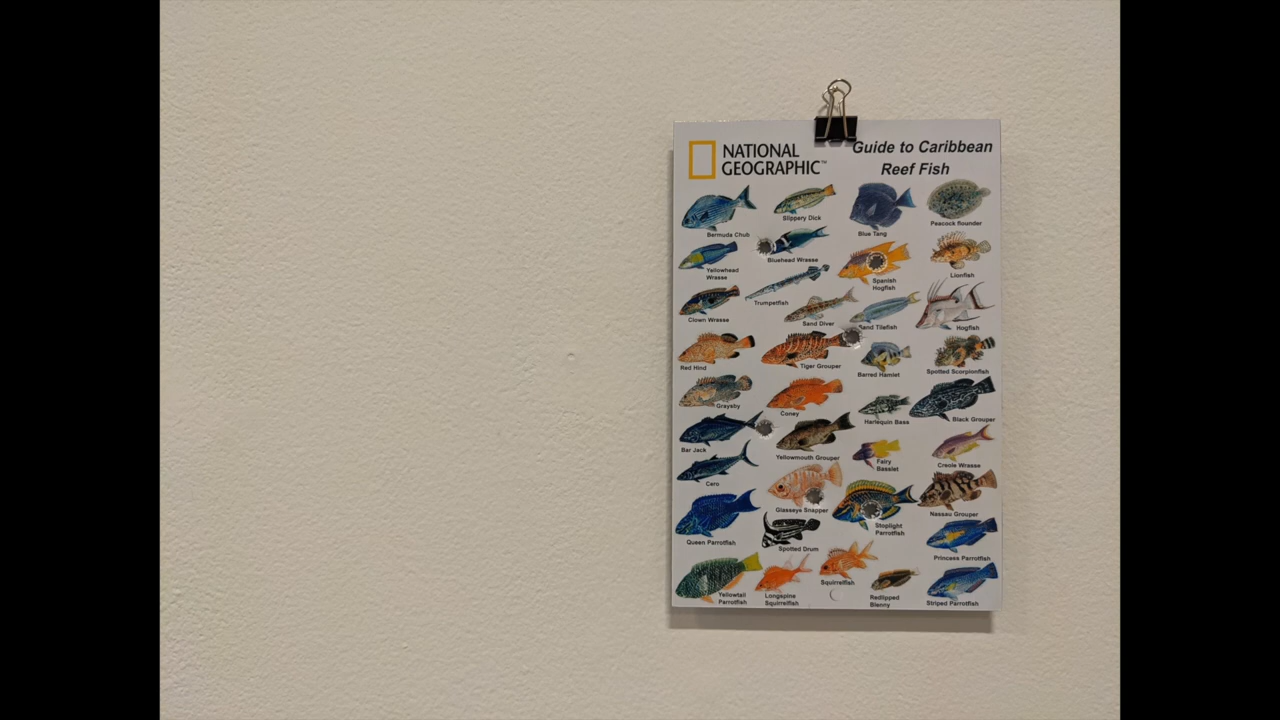 NATIONAL
GEOGRAPHIC™
Guide to Caribbean
Reef Fish
Bermuda Chub
Slippery Dick
Blue Tang
Peacock flounder
Yellowhead
Wrasse
Bluehead Wrasse
Spanish
Hogfish
Lionfish
Clown Wrasse
Trumpetfish
Sand Diver
Sand Tilefish
Hogfish
Red Hind
Tiger Grouper
Barred Hamlet
Spotted Scorpionfish
Graysby
Coney
Harlequin Bass
Black Grouper
Bar Jack
Yellowmouth Grouper
Fairy
Basslet
Creole Wrasse
Cero
Glasseye Snapper
Stoplight
Parrotfish
Nassau Grouper
Queen Parrotfish
Spotted Drum
Princess Parrotfish
Yellowtail
Parrotfish
Longspine
Squirrelfish
Squirrelfish
Redlipped
Blenny
Striped Parrotfish